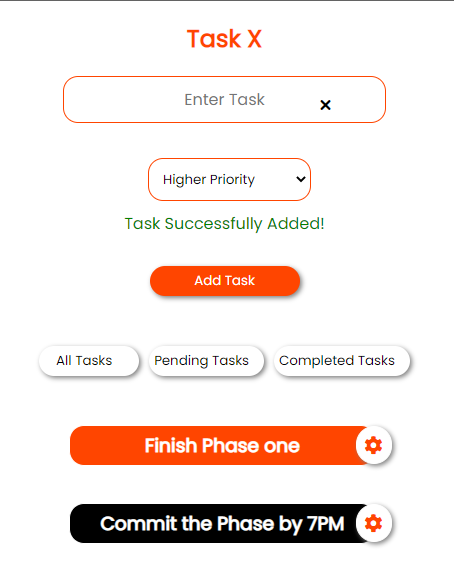 Task X
Enter Task
×
Higher Priority
Task Successfully Added!
Add Task
All Tasks Pending Tasks Completed Tasks
Finish Phase one
Commit the Phase by 7PM